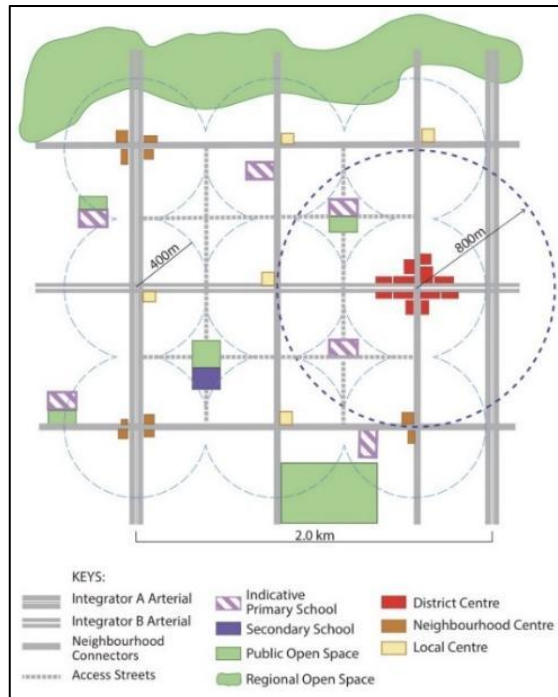 400m
800m
2.0 km
KEYS:
Integrator A Arterial
Integrator B Arterial
Neighbourhood
Connectors
Access Streets
Indicative
Primary School
Secondary School
Public Open Space
Regional Open Space
District Centre
Neighbourhood Centre
Local Centre